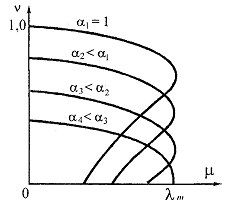 ν
1,0
α₁ = 1
α₂ < α₁
α₃ < α₂
α₄ < α₃
μ
0
λₘ